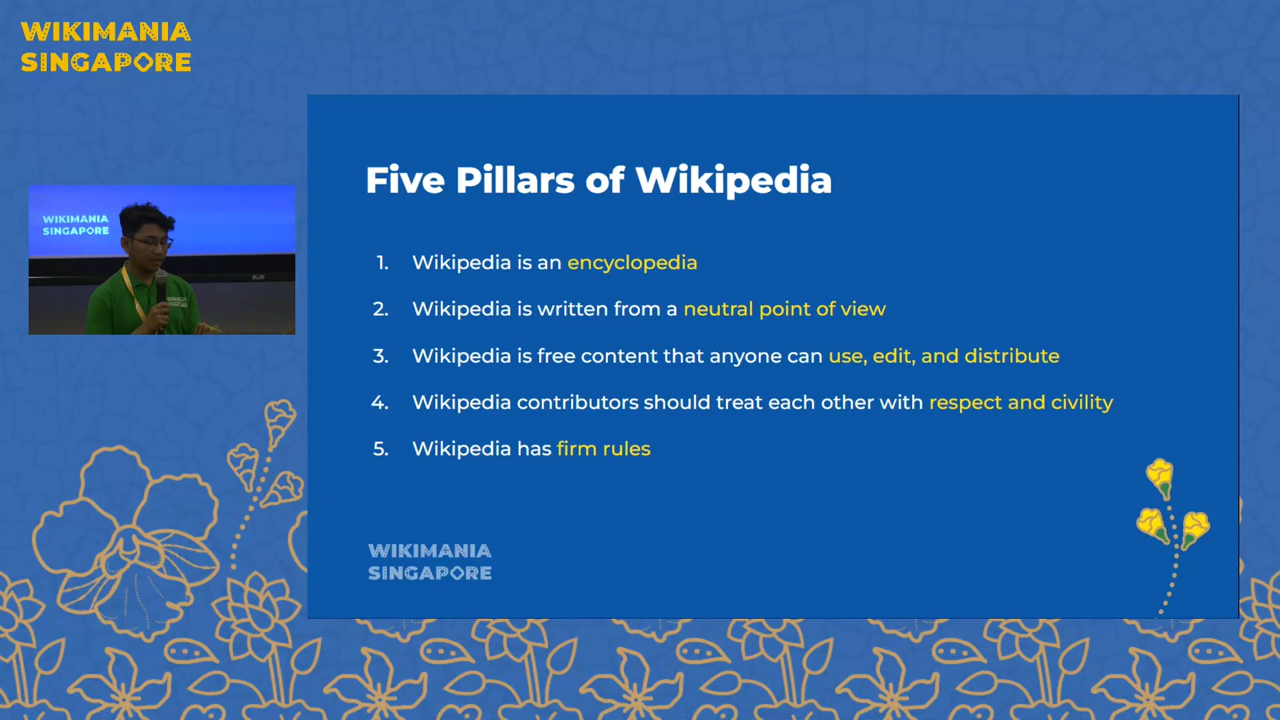 WIKIMANIA
SINGAPORE
WIKIMANIA
SINGAPORE
Five Pillars of Wikipedia
1. Wikipedia is an encyclopedia
2. Wikipedia is written from a neutral point of view
3. Wikipedia is free content that anyone can use, edit, and distribute
4. Wikipedia contributors should treat each other with respect and civility
5. Wikipedia has firm rules
WIKIMANIA
SINGAPORE